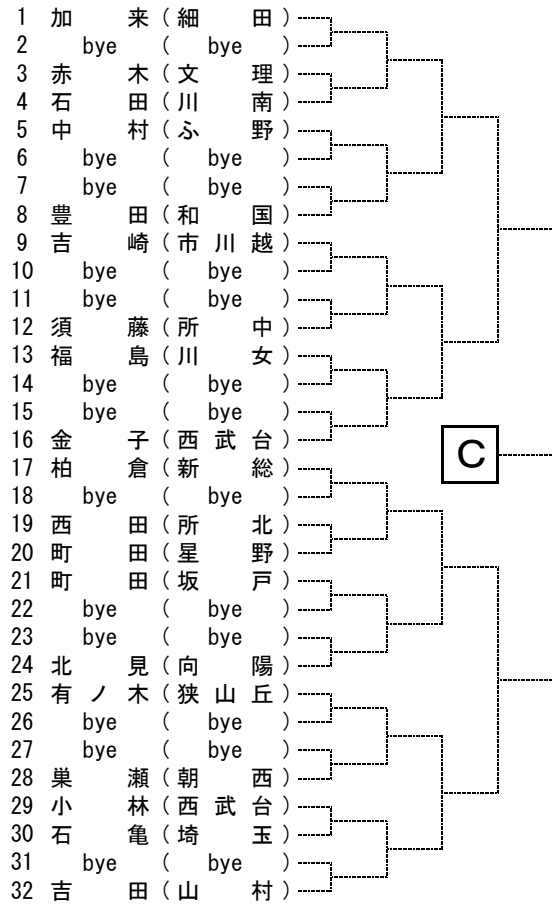 1 加来(細田)
2 bye (bye)
3 赤木(文理)
4 石田(川南)
5 中村(ふ野)
6 bye (bye)
7 bye (bye)
8 豊田(和国)
9 吉崎(市川越)
10 bye (bye)
11 bye (bye)
12 須藤(所中)
13 福島(川女)
14 bye (bye)
15 bye (bye)
16 金子(西武台)
C
17 柏倉(新総)
18 bye (bye)
19 西田(所北)
20 町田(星野)
21 町田(坂戸)
22 bye (bye)
23 bye (bye)
24 北見(向陽)
25 有ノ木(狭山丘)
26 bye (bye)
27 bye (bye)
28 巣瀬(朝西)
29 小林(西武台)
30 石亀(埼玉)
31 bye (bye)
32 吉田(山村)